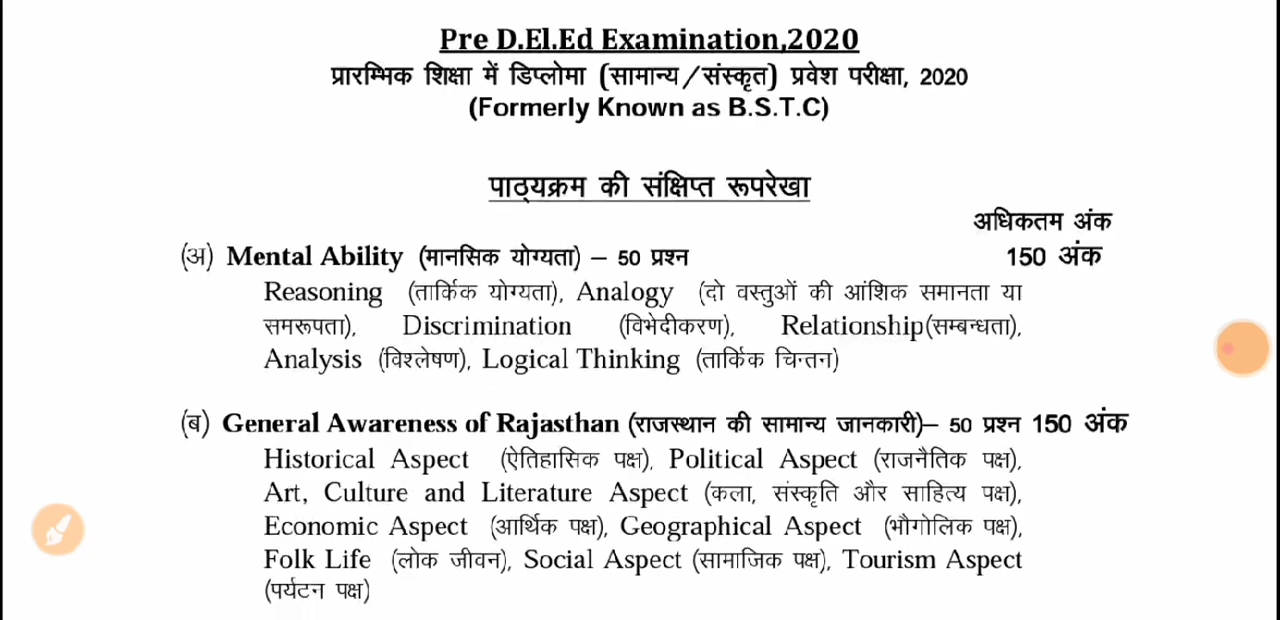 Pre D.El.Ed Examination,2020
प्रारम्भिक शिक्षा में डिप्लोमा (सामान्य/संस्कृत) प्रवेश परीक्षा, 2020
(Formerly Known as B.S.T.C)
पाठ्यक्रम की संक्षिप्त रूपरेखा
अधिकतम अंक
(अ) Mental Ability (मानसिक योग्यता) – 50 प्रश्न 150 अंक
Reasoning (तार्किक योग्यता), Analogy (दो वस्तुओं की आंशिक समानता या
समरूपता), Discrimination (विभेदीकरण), Relationship(सम्बन्धता),
Analysis (विश्लेषण), Logical Thinking (तार्किक चिन्तन)
(ब) General Awareness of Rajasthan (राजस्थान की सामान्य जानकारी)– 50 प्रश्न 150 अंक
Historical Aspect (ऐतिहासिक पक्ष), Political Aspect (राजनैतिक पक्ष),
Art, Culture and Literature Aspect (कला, संस्कृति और साहित्य पक्ष),
Economic Aspect (आर्थिक पक्ष), Geographical Aspect (भौगोलिक पक्ष),
Folk Life (लोक जीवन), Social Aspect (सामाजिक पक्ष), Tourism Aspect
(पर्यटन पक्ष)